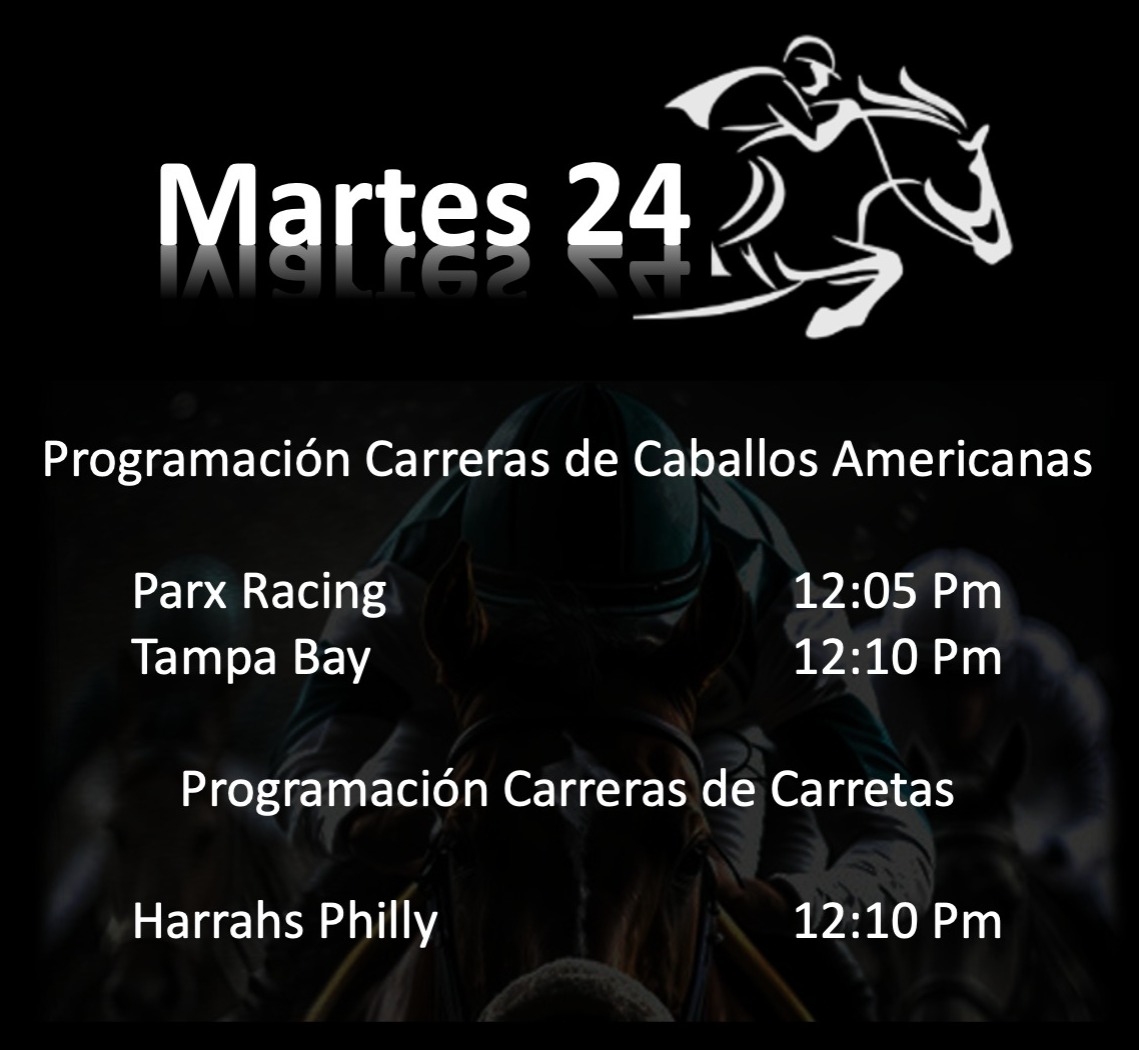 Martes 24
Programación Carreras de Caballos Americanas
Parx Racing 12:05 Pm
Tampa Bay 12:10 Pm
Programación Carreras de Carretas
Harrahs Philly 12:10 Pm